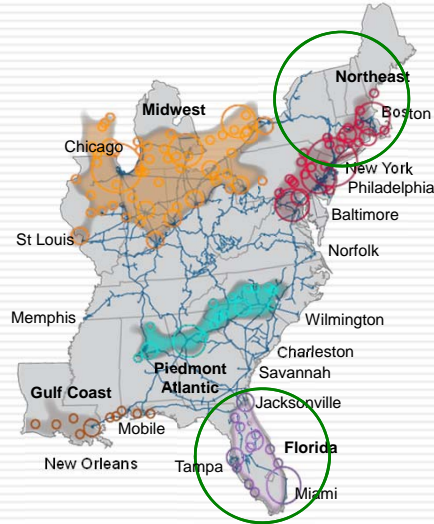 Northeast
Midwest
Boston
Chicago
New York
Philadelphia
Baltimore
St Louis
Norfolk
Memphis
Wilmington
Charleston
Piedmont
Atlantic
Savannah
Gulf Coast
Jacksonville
Mobile
Florida
New Orleans
Tampa
Miami